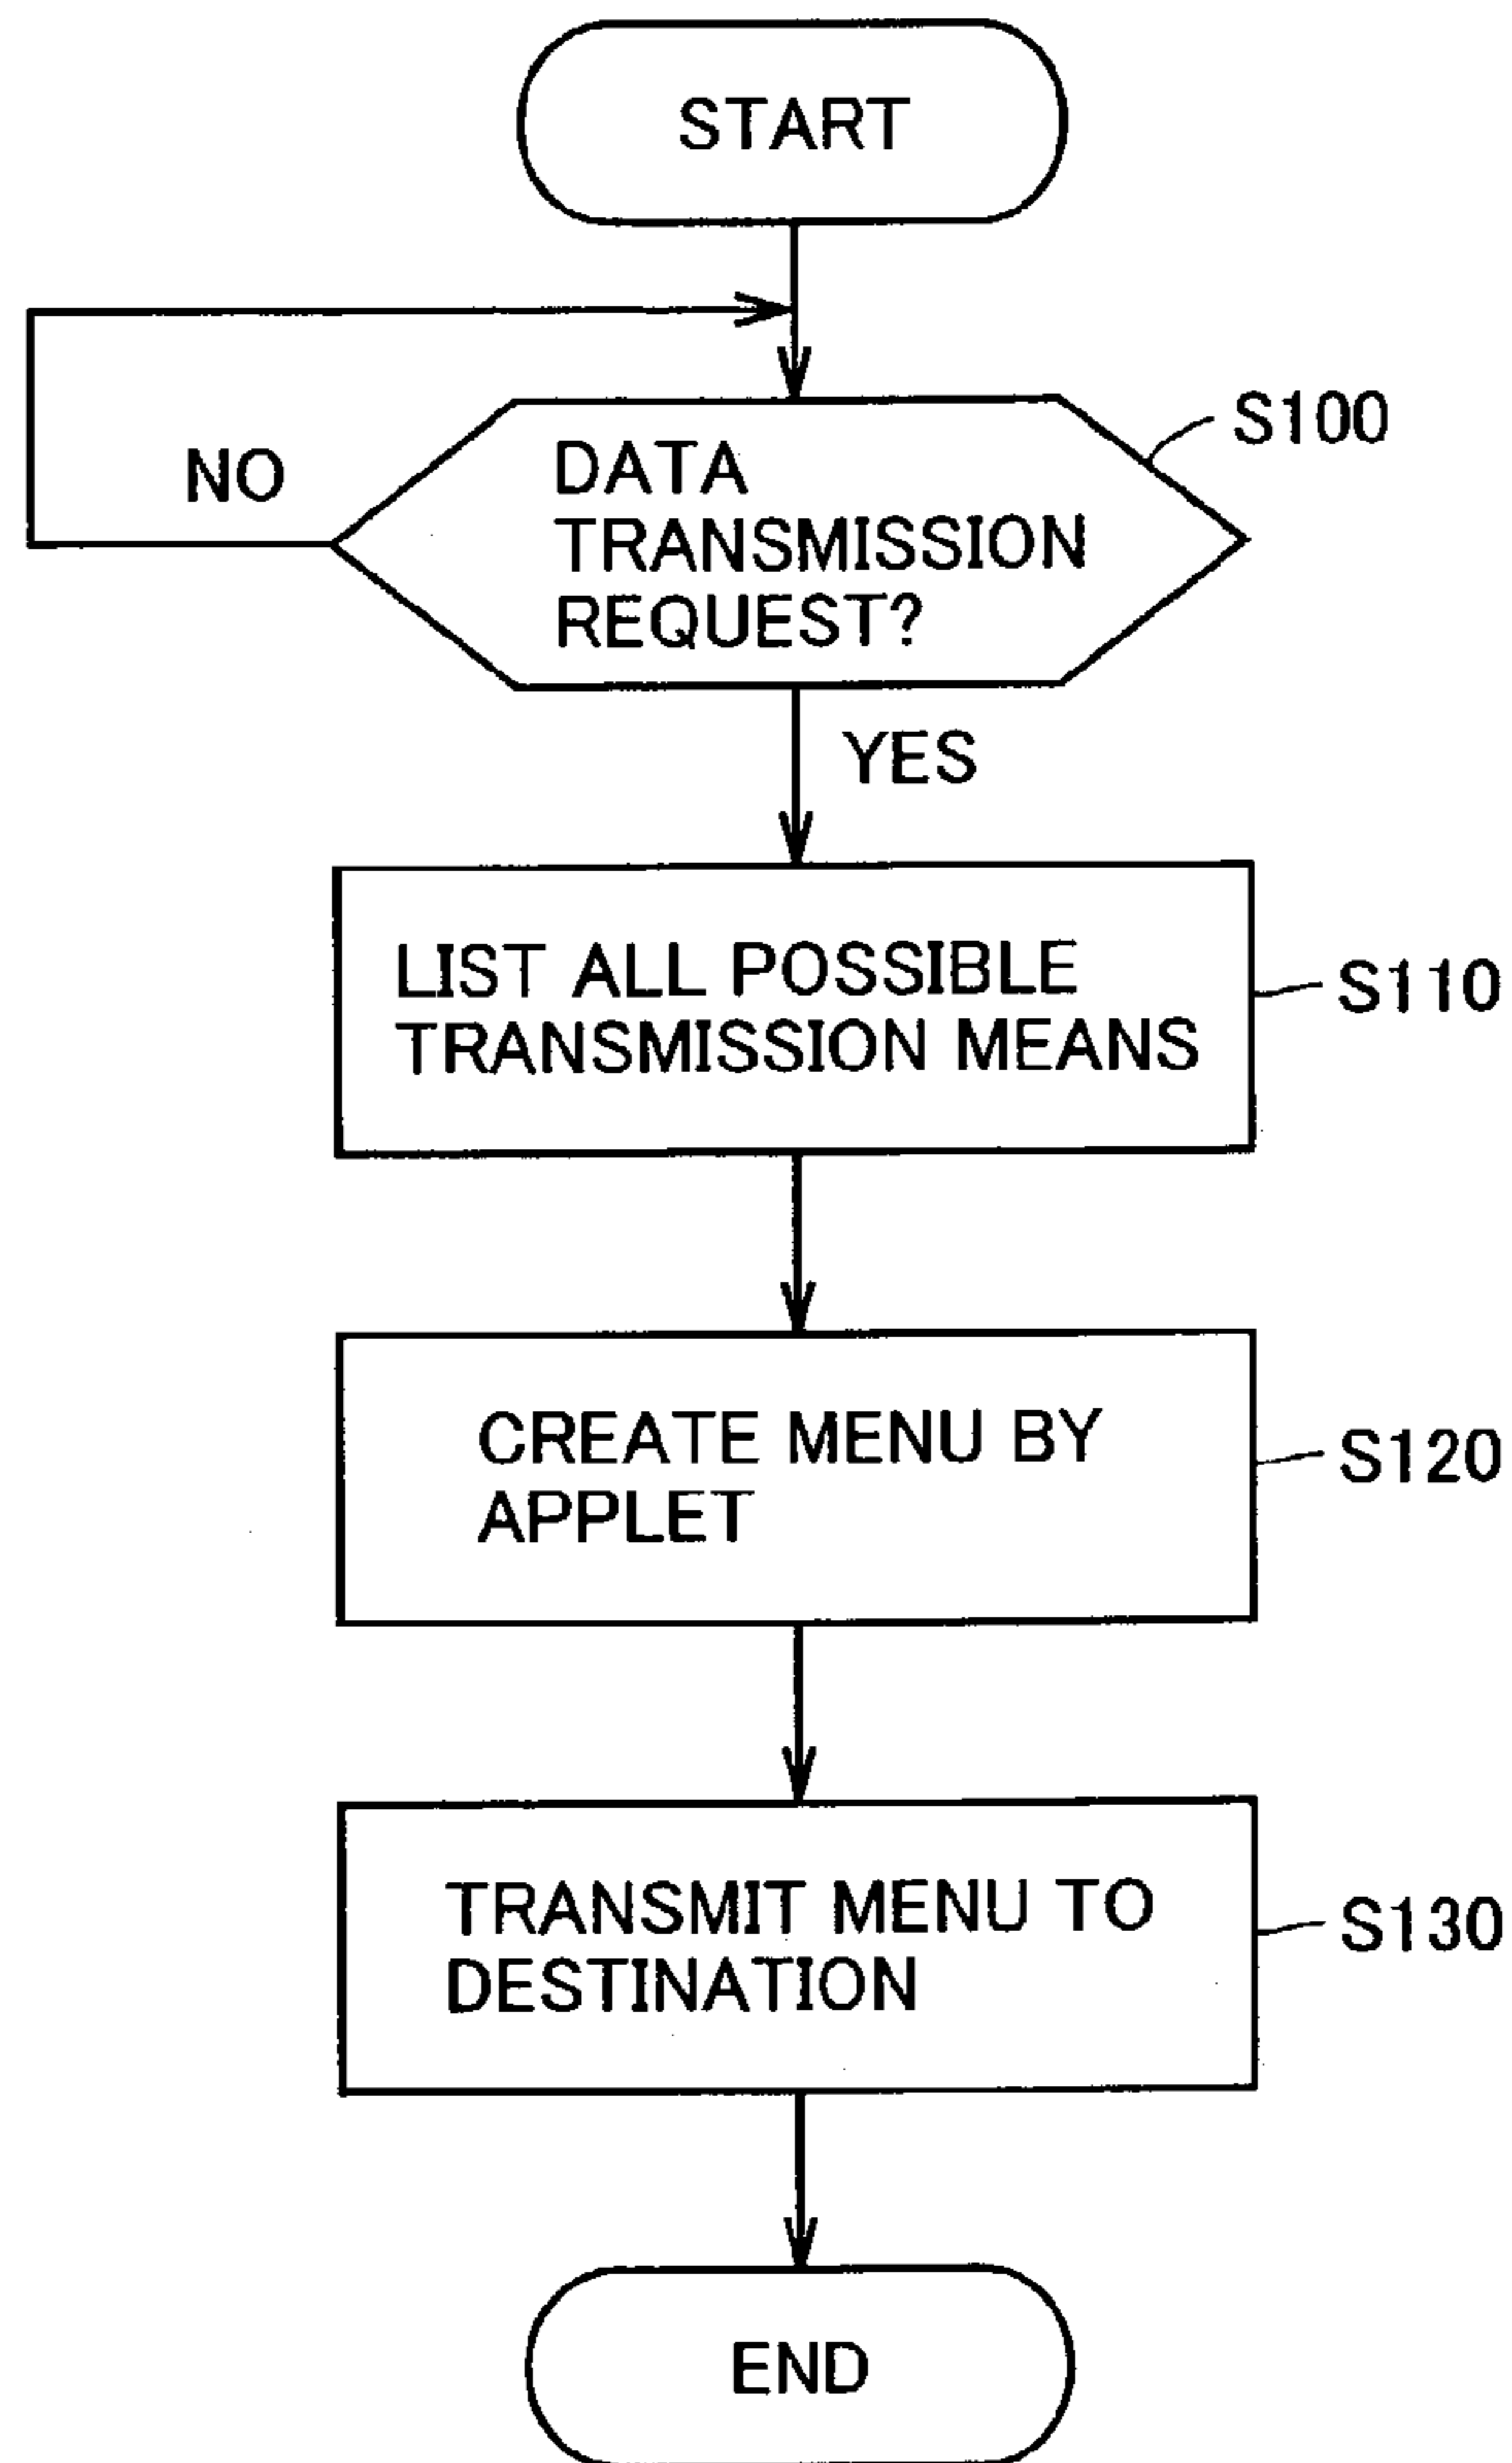 START
S100
NO
DATA
TRANSMISSION
REQUEST?
YES
LIST ALL POSSIBLE
TRANSMISSION MEANS
S110
CREATE MENU BY
APPLET
S120
TRANSMIT MENU TO
DESTINATION
S130
END